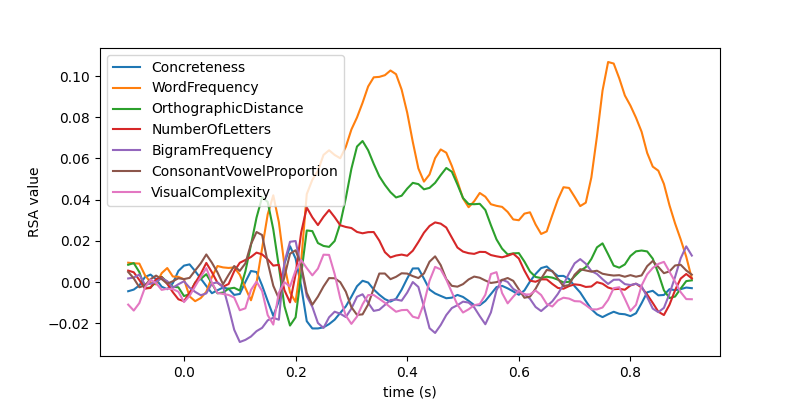 Concreteness
WordFrequency
OrthographicDistance
NumberOfLetters
BigramFrequency
ConsonantVowelProportion
VisualComplexity
RSA value
0.10
0.08
0.06
0.04
0.02
0.00
−0.02
0.0 0.2 0.4 0.6 0.8
time (s)